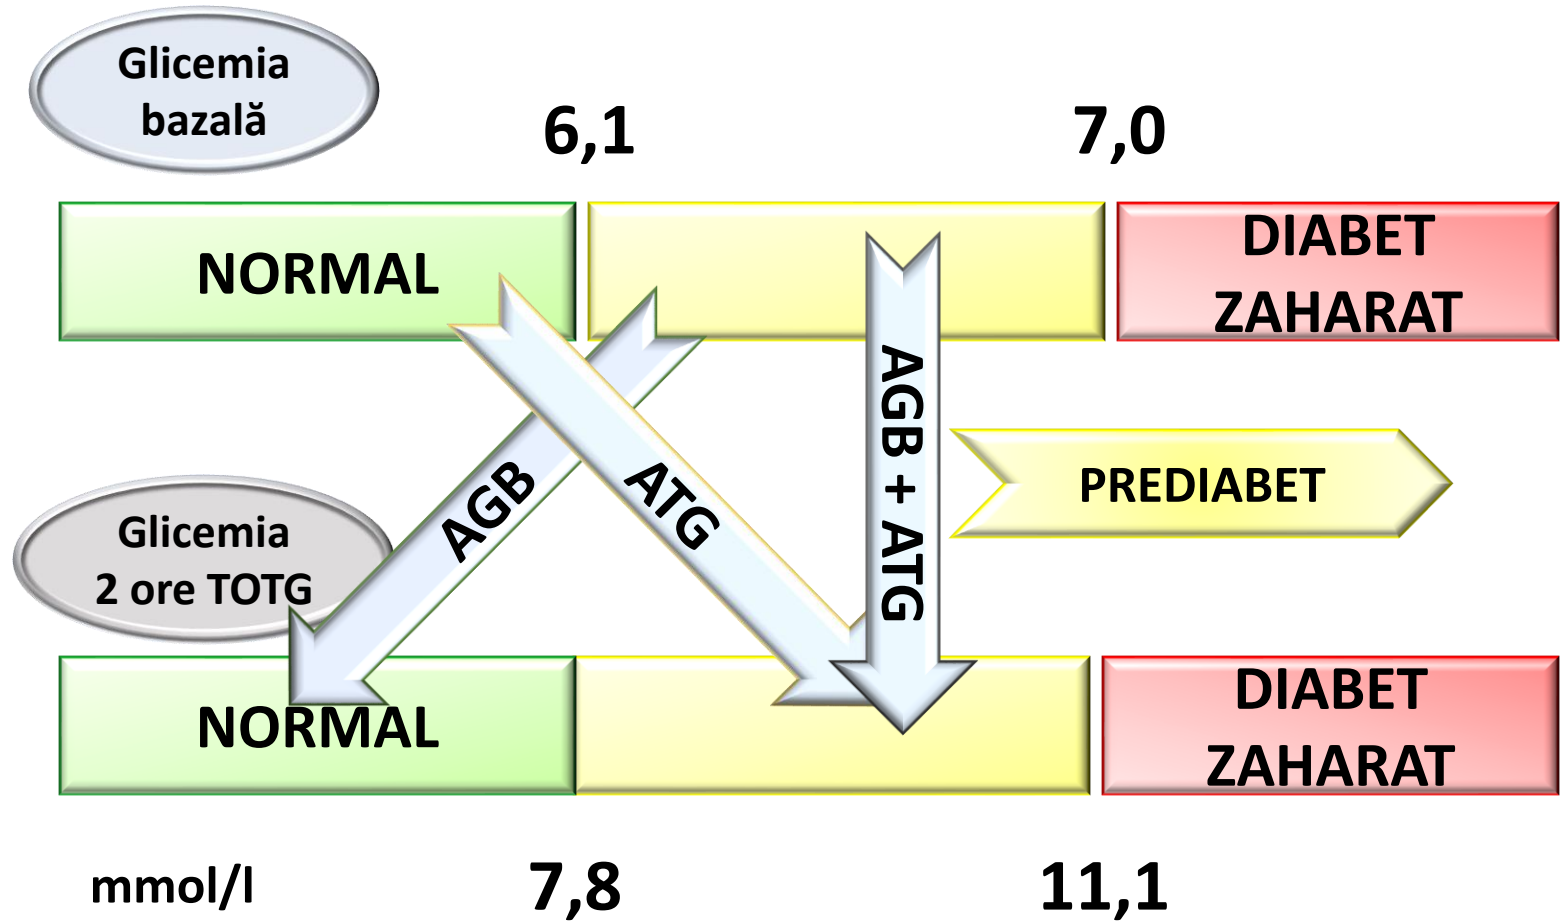 Glicemia
bazală
6,1
7,0
NORMAL
DIABET
ZAHARAT
AGB
ATG
AGB + ATG
PREDIABET
Glicemia
2 ore TOTG
NORMAL
DIABET
ZAHARAT
mmol/l
7,8
11,1